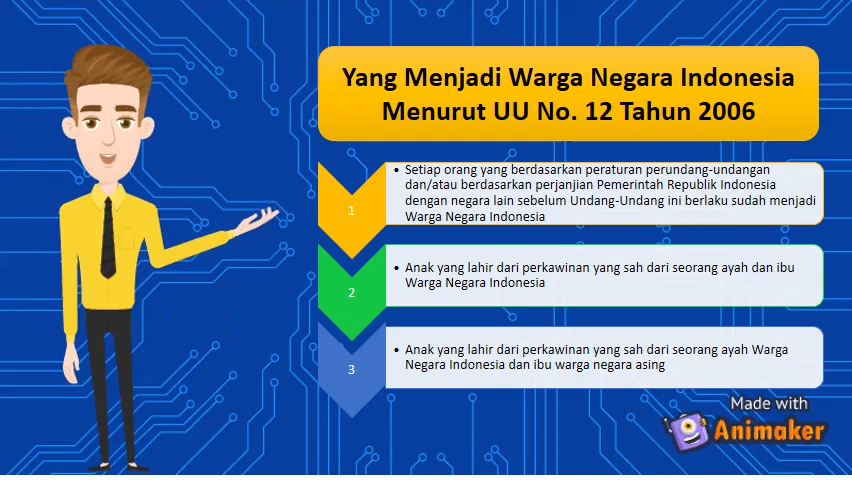 Yang Menjadi Warga Negara Indonesia
Menurut UU No. 12 Tahun 2006
1
• Setiap orang yang berdasarkan peraturan perundang-undangan
dan/atau berdasarkan perjanjian Pemerintah Republik Indonesia
dengan negara lain sebelum Undang-Undang ini berlaku sudah menjadi
Warga Negara Indonesia
2
• Anak yang lahir dari perkawinan yang sah dari seorang ayah dan ibu
Warga Negara Indonesia
3
• Anak yang lahir dari perkawinan yang sah dari seorang ayah Warga
Negara Indonesia dan ibu warga negara asing
Made with
Animaker